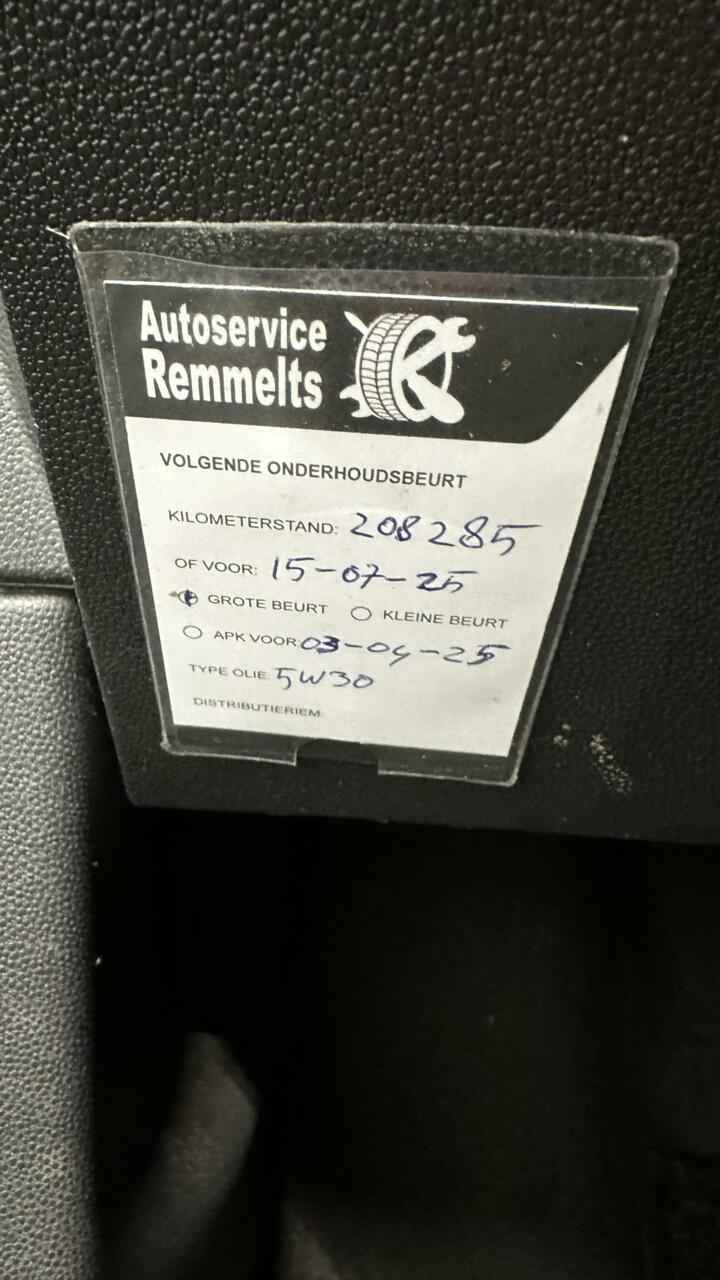 Autoservice
Remmelts
VOLGENDE ONDERHOUDSBEURT
KILOMETERSTAND: 208285
OF VOOR: 15-07-25
GROTE BEURT KLEINE BEURT
APK VOOR: 03-04-25
TYPE OLIE: 5W30
DISTRIBUTIERIEM: